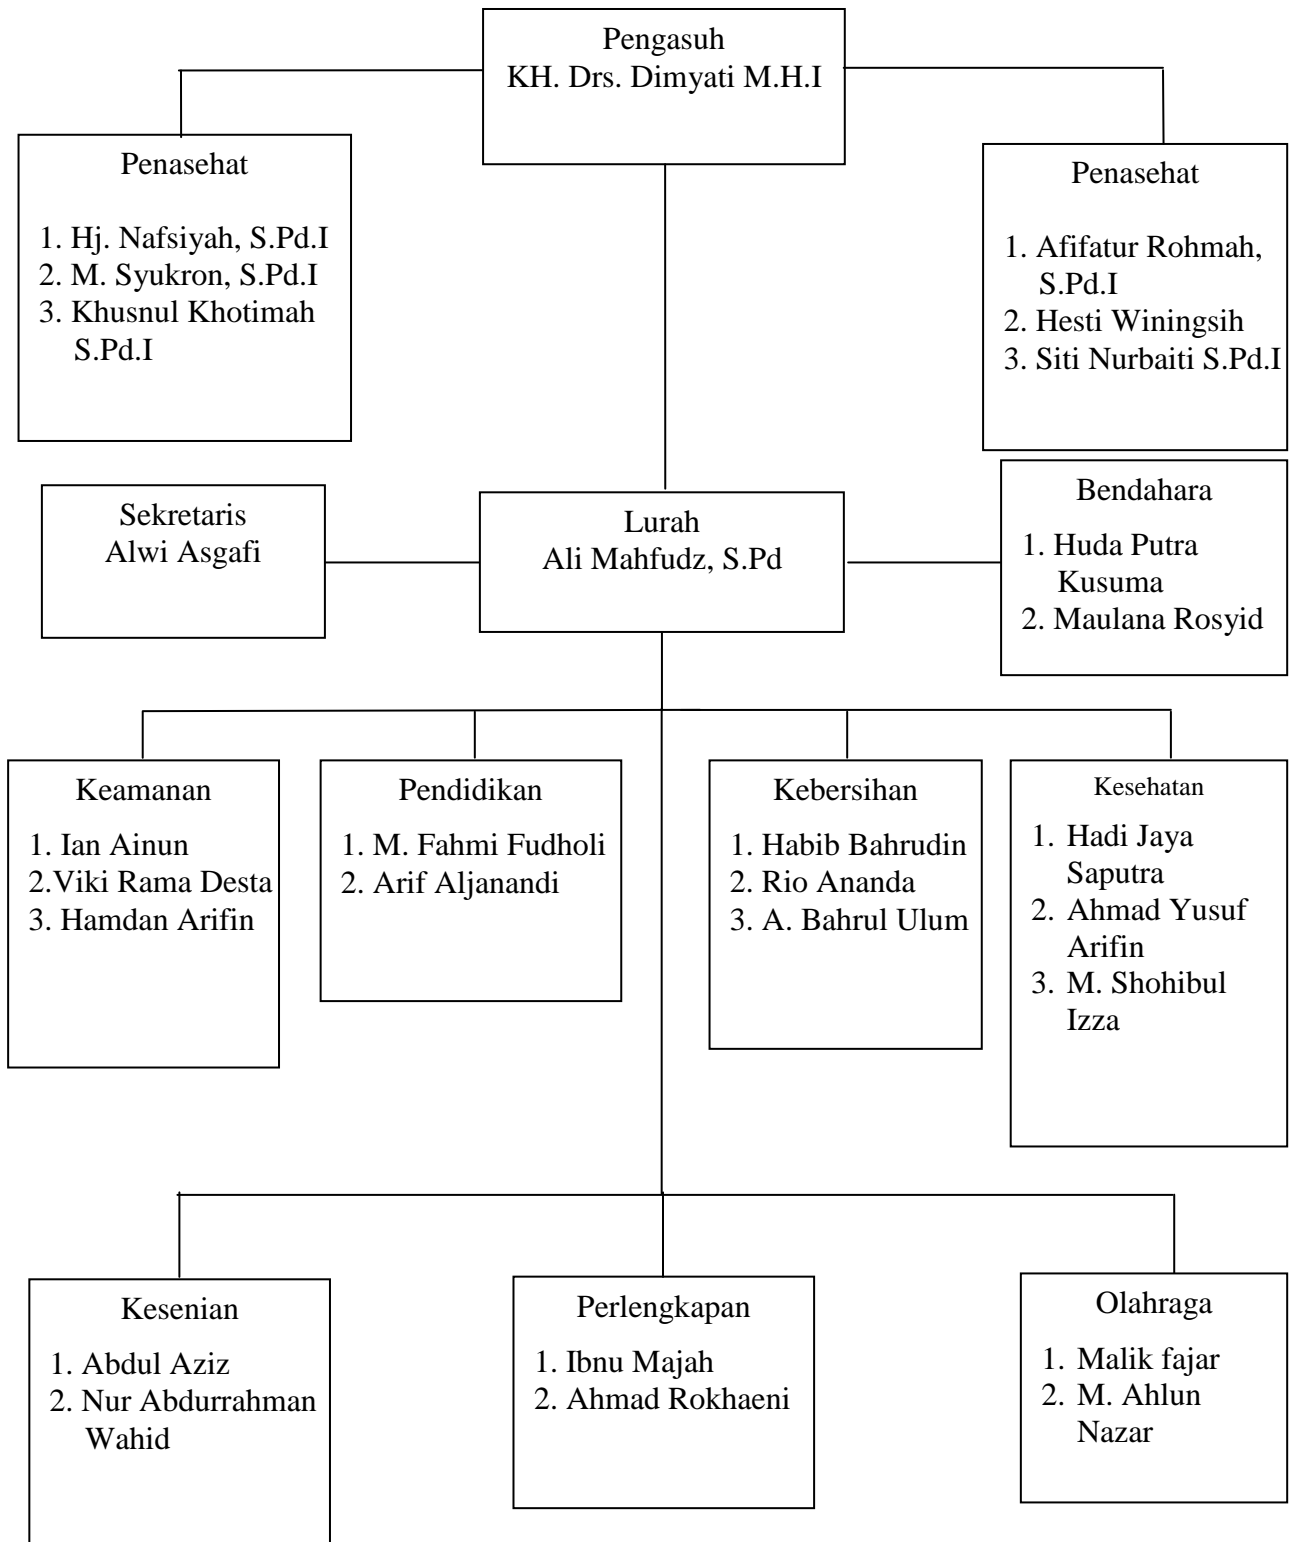 Pengasuh
KH. Drs. Dimyati M.H.I
Penasehat
1. Hj. Nafsiyah, S.Pd.I
2. M. Syukron, S.Pd.I
3. Khusnul Khotimah
S.Pd.I
Penasehat
1. Afifatur Rohmah,
S.Pd.I
2. Hesti Winingsih
3. Siti Nurbaiti S.Pd.I
Sekretaris
Alwi Asgafi
Lurah
Ali Mahfudz, S.Pd
Bendahara
1. Huda Putra
Kusuma
2. Maulana Rosyid
Keamanan
1. Ian Ainun
2.Viki Rama Desta
3. Hamdan Arifin
Pendidikan
1. M. Fahmi Fudholi
2. Arif Aljanandi
Kebersihan
1. Habib Bahrudin
2. Rio Ananda
3. A. Bahrul Ulum
Kesehatan
1. Hadi Jaya
Saputra
2. Ahmad Yusuf
Arifin
3. M. Shohibul
Izza
Kesenian
1. Abdul Aziz
2. Nur Abdurrahman
Wahid
Perlengkapan
1. Ibnu Majah
2. Ahmad Rokhaeni
Olahraga
1. Malik fajar
2. M. Ahlun
Nazar